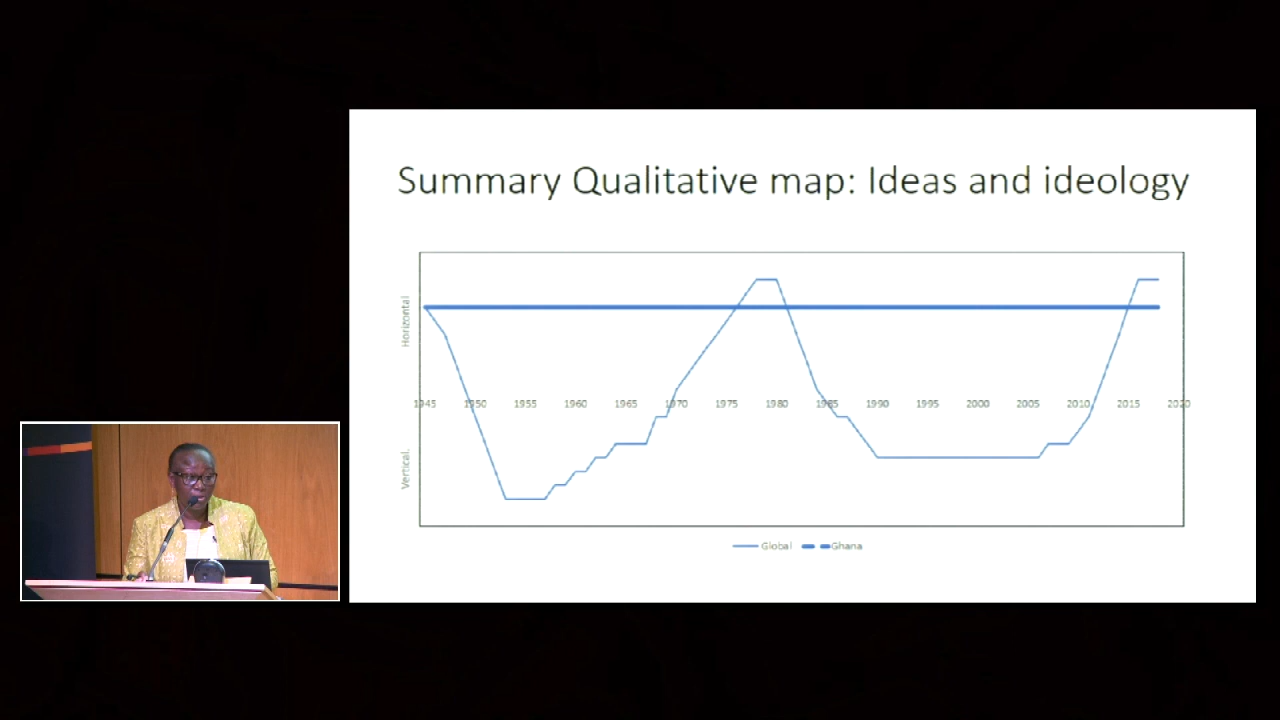 Summary Qualitative map: Ideas and ideology
Horizontal
1945 1950 1955 1960 1965 1970 1975 1980 1985 1990 1995 2000 2005 2010 2015 2020
Vertical.
Global Ghana